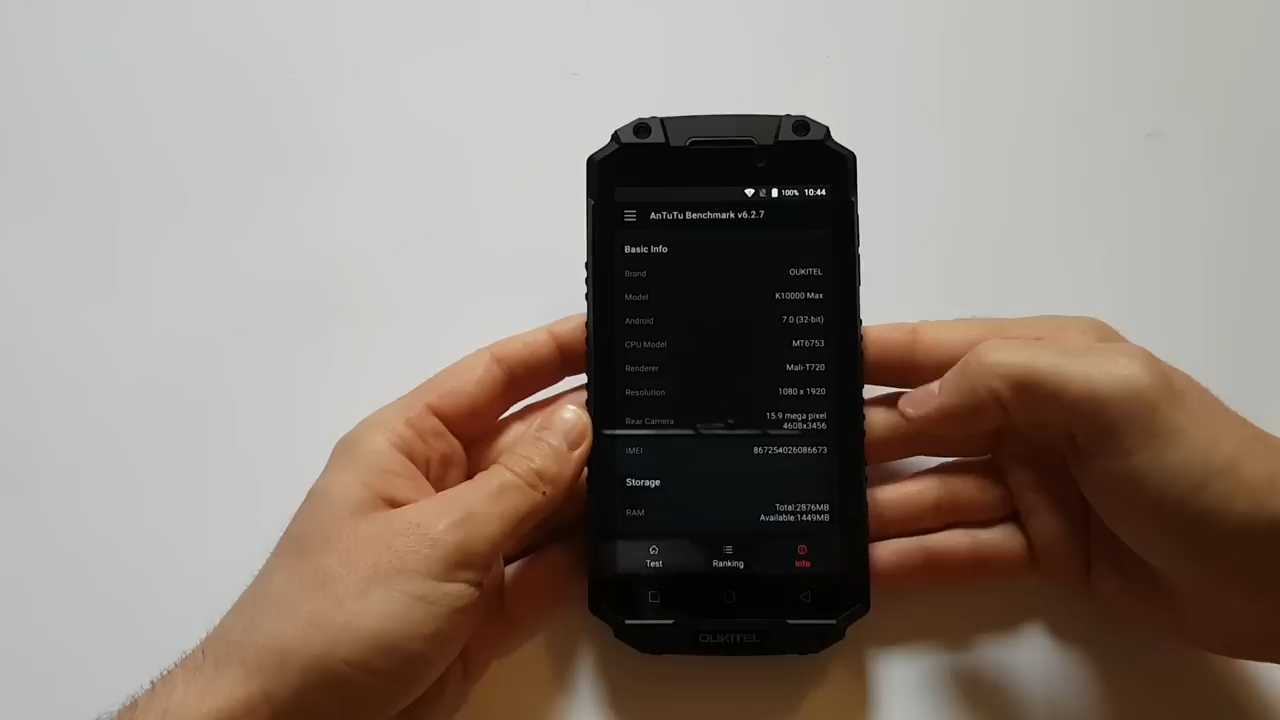 100% 10:44
AnTuTu Benchmark v6.2.7
Basic Info
Brand OUKITEL
Model K10000 Max
Android 7.0 (32-bit)
CPU Model MT6753
Renderer Mali-T720
Resolution 1080 x 1920
Rear Camera 15.9 mega pixel
4608x3456
IMEI 867254026086673
Storage
RAM Total:2876MB
Available:1449MB
Test Ranking Info
OUKITEL